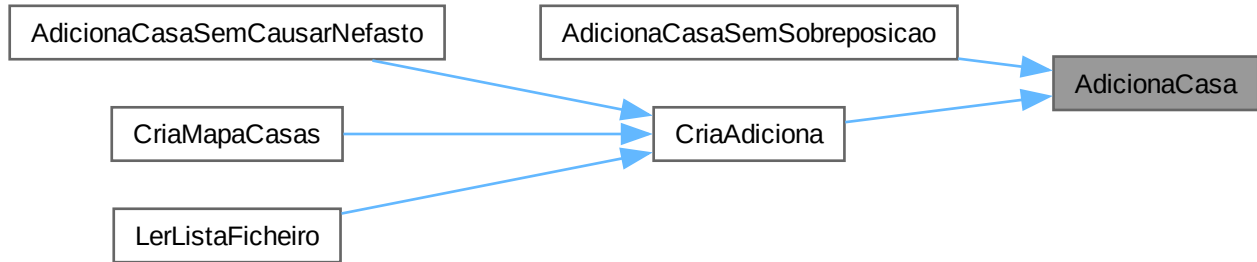 AdicionaCasaSemCausarNefasto
AdicionaCasaSemSobreposicao
AdicionaCasa
CriaMapaCasas
CriaAdiciona
LerListaFicheiro